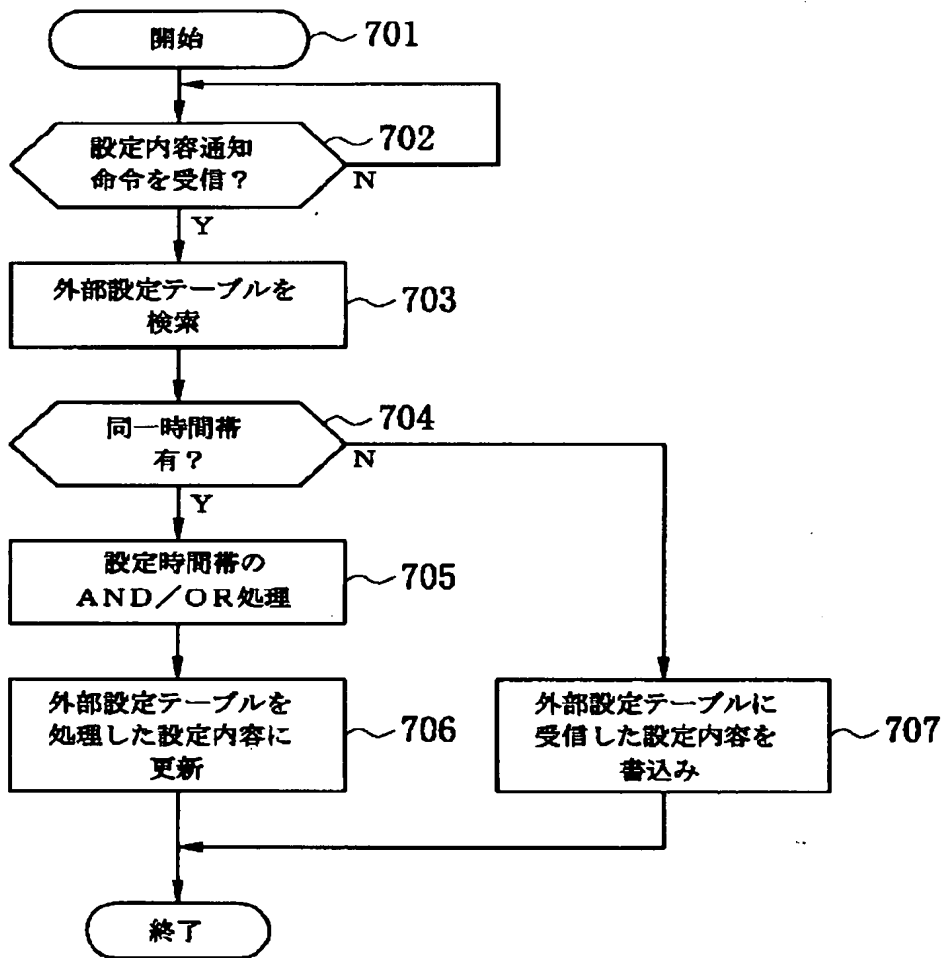 開始
701
設定内容通知
命令を受信?
702
N
Y
外部設定テーブルを
検索
703
同一時間帯
有?
704
N
Y
設定時間帯の
AND/OR処理
705
外部設定テーブルを
処理した設定内容に
更新
706
外部設定テーブルに
受信した設定内容を
書込み
707
終了